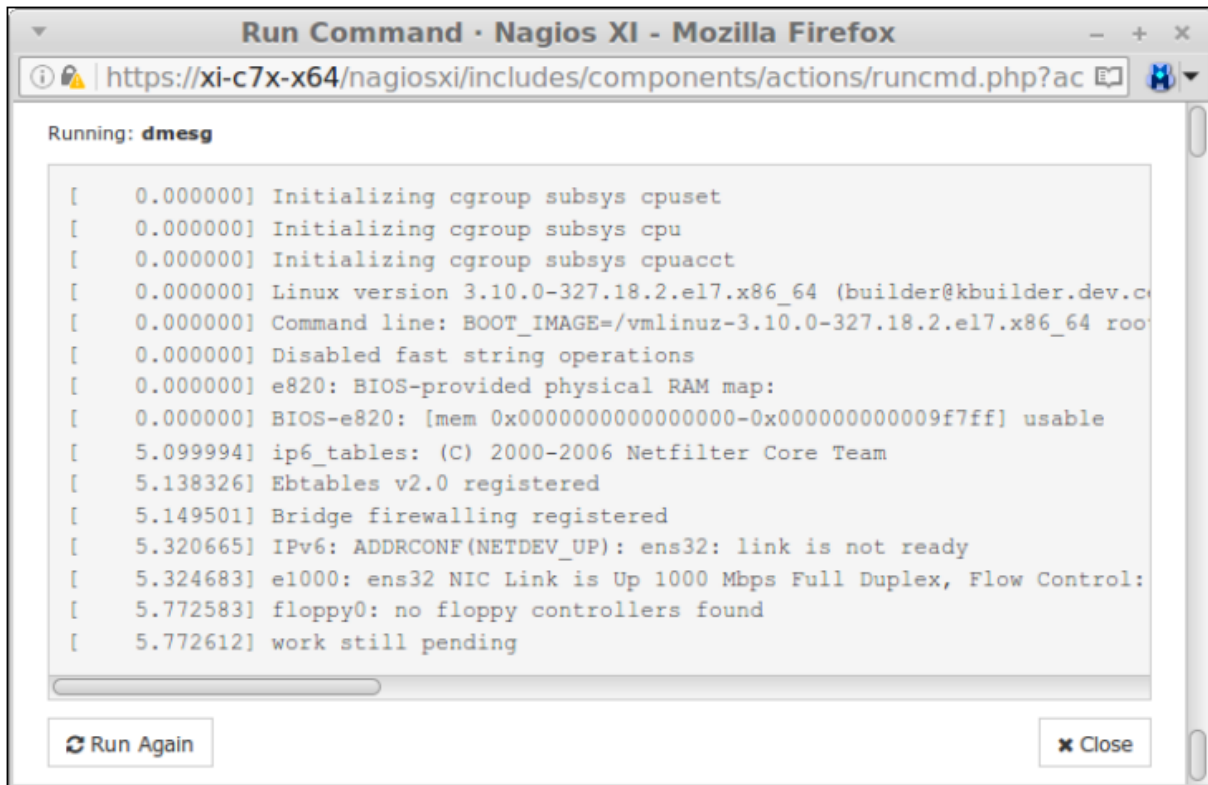 Run Command · Nagios XI - Mozilla Firefox
https://xi-c7x-x64/nagiosxi/includes/components/actions/runcmd.php?ac
Running: dmesg
[    0.000000] Initializing cgroup subsys cpuset
[    0.000000] Initializing cgroup subsys cpu
[    0.000000] Initializing cgroup subsys cpuacct
[    0.000000] Linux version 3.10.0-327.18.2.el7.x86_64 (builder@kbuilder.dev.c
[    0.000000] Command line: BOOT_IMAGE=/vmlinuz-3.10.0-327.18.2.el7.x86_64 roo
[    0.000000] Disabled fast string operations
[    0.000000] e820: BIOS-provided physical RAM map:
[    0.000000] BIOS-e820: [mem 0x0000000000000000-0x000000000009f7ff] usable
[    5.099994] ip6_tables: (C) 2000-2006 Netfilter Core Team
[    5.138326] Ebtables v2.0 registered
[    5.149501] Bridge firewalling registered
[    5.320665] IPv6: ADDRCONF(NETDEV_UP): ens32: link is not ready
[    5.324683] e1000: ens32 NIC Link is Up 1000 Mbps Full Duplex, Flow Control:
[    5.772583] floppy0: no floppy controllers found
[    5.772612] work still pending
Run Again
Close